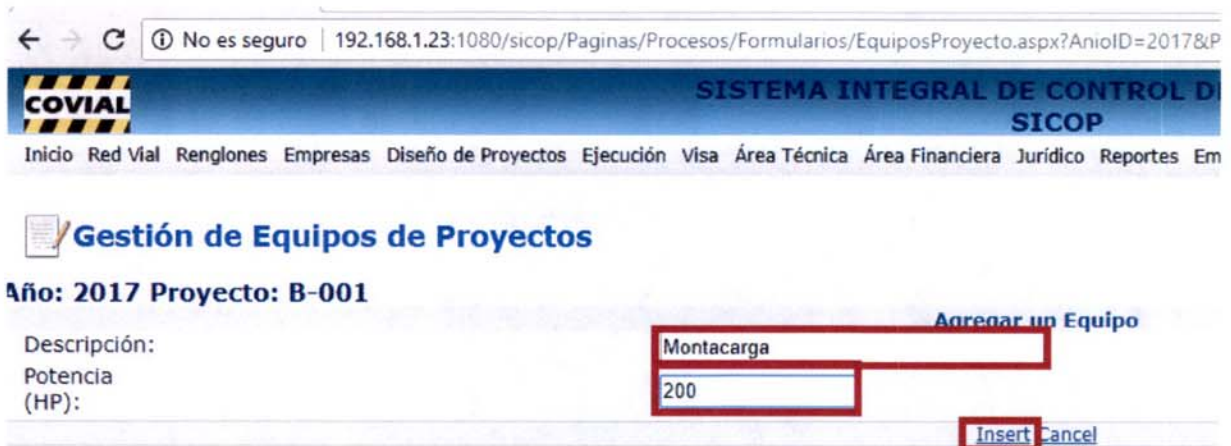 No es seguro | 192.168.1.23:1080/sicop/Paginas/Procesos/Formularios/EquiposProyecto.aspx?AnioID=2017&P
COVIAL
SISTEMA INTEGRAL DE CONTROL D
SICOP
Inicio Red Vial Renglones Empresas Diseño de Proyectos Ejecución Visa Área Técnica Área Financiera Jurídico Reportes Em
Gestión de Equipos de Proyectos
Año: 2017 Proyecto: B-001
Agregar un Equipo
Descripción: Montacarga
Potencia
(HP): 200
Insert Cancel